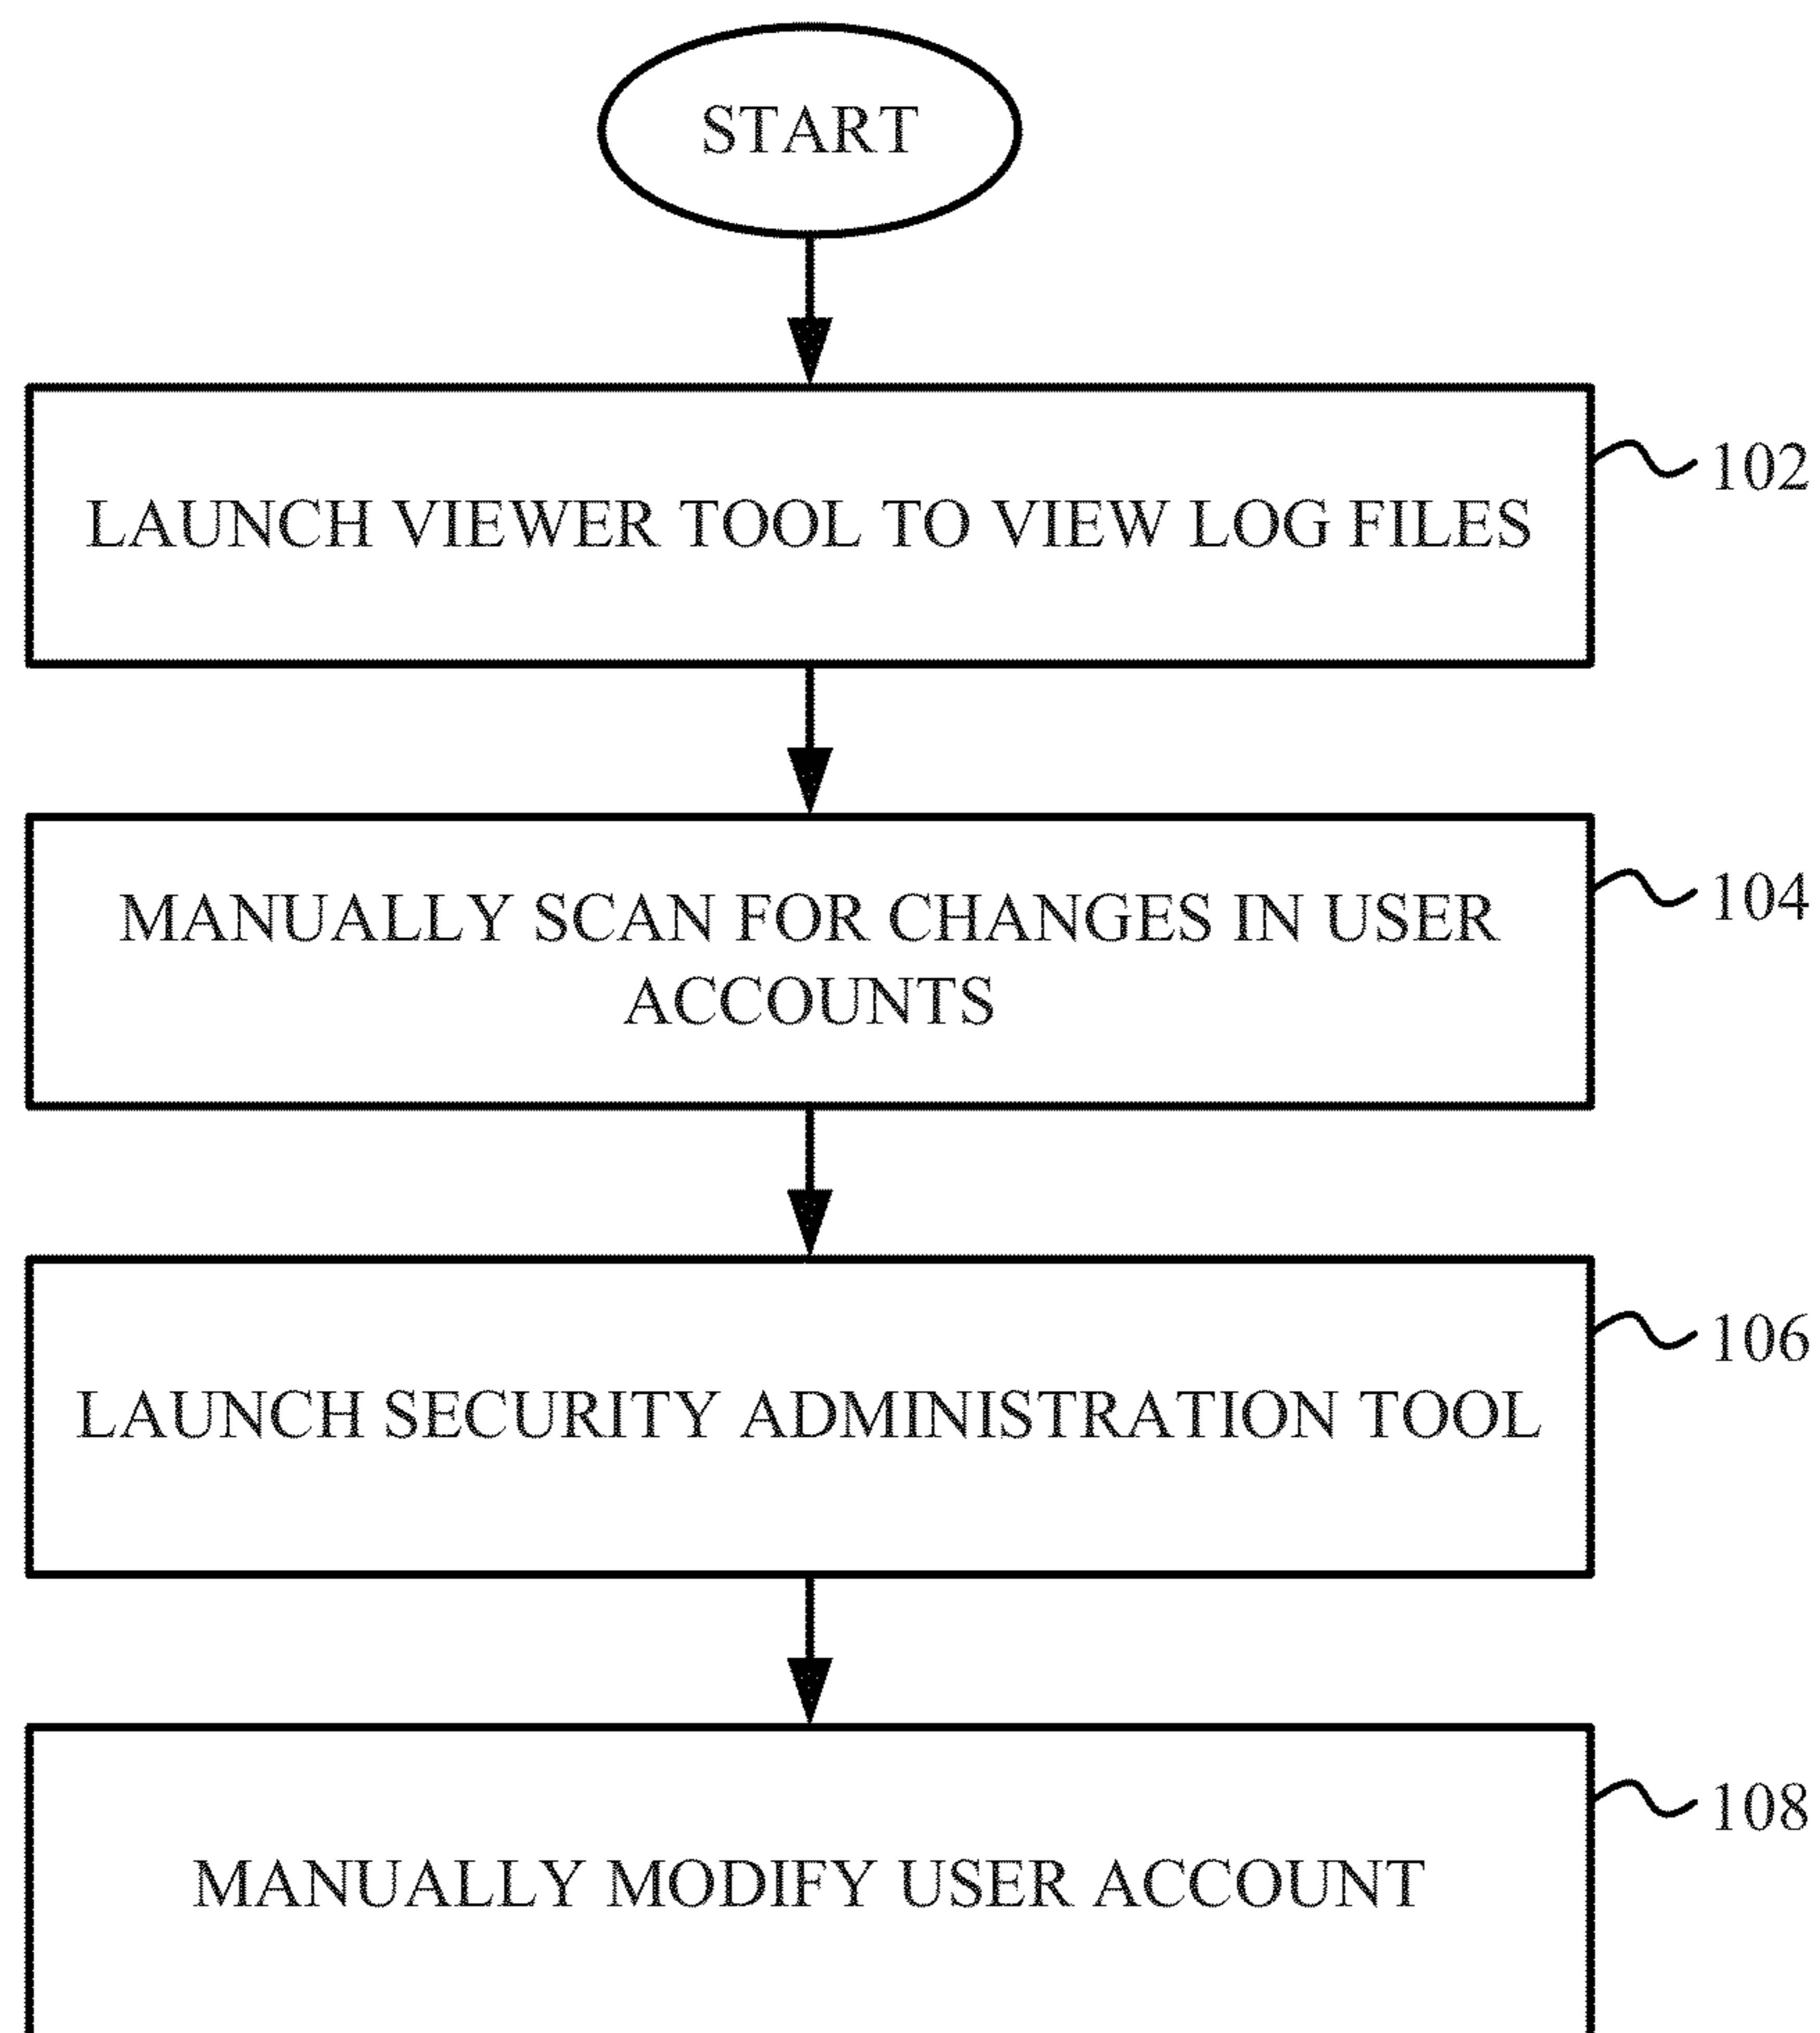 START
LAUNCH VIEWER TOOL TO VIEW LOG FILES
102
MANUALLY SCAN FOR CHANGES IN USER
ACCOUNTS
104
LAUNCH SECURITY ADMINISTRATION TOOL
106
MANUALLY MODIFY USER ACCOUNT
108